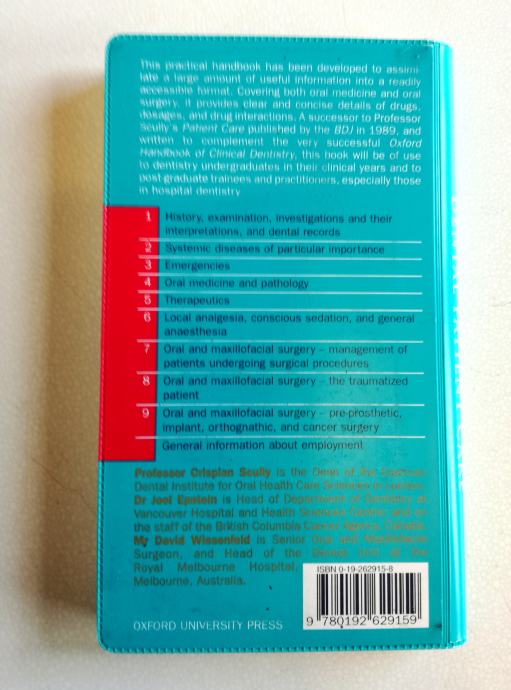 This practical handbook has been developed to assimi-
late a large amount of useful information into a readily
accessible format. Covering both oral medicine and oral
surgery, it provides clear and concise details of drugs,
dosages, and drug interactions. A successor to Professor
Scully's Patient Care published by the BDJ in 1989, and
written to complement the very successful Oxford
Handbook of Clinical Dentistry, this book will be of use
to dentistry undergraduates in their clinical years and to
post-graduate trainees and practitioners, especially those
in hospital dentistry
1 History, examination, investigations and their
interpretations, and dental records
2 Systemic diseases of particular importance
3 Emergencies
4 Oral medicine and pathology
5 Therapeutics
6 Local analgesia, conscious sedation, and general
anaesthesia
7 Oral and maxillofacial surgery – management of
patients undergoing surgical procedures
8 Oral and maxillofacial surgery – the traumatized
patient
9 Oral and maxillofacial surgery – pre-prosthetic,
implant, orthognathic, and cancer surgery
General information about employment
Professor Crispian Scully is the Dean of the Eastman
Dental Institute for Oral Health Care Sciences in London.
Dr Joel Epstein is Head of Department of Dentistry at
Vancouver Hospital and Health Sciences Centre; and on
the staff of the British Columbia Cancer Agency, Canada.
My David Wiesenfeld is Senior Oral and Maxillofacial
Surgeon, and Head of the Dental Unit at the
Royal Melbourne Hospital,
Melbourne, Australia.
ISBN 0-19-262915-8
9 780192 629159
OXFORD UNIVERSITY PRESS